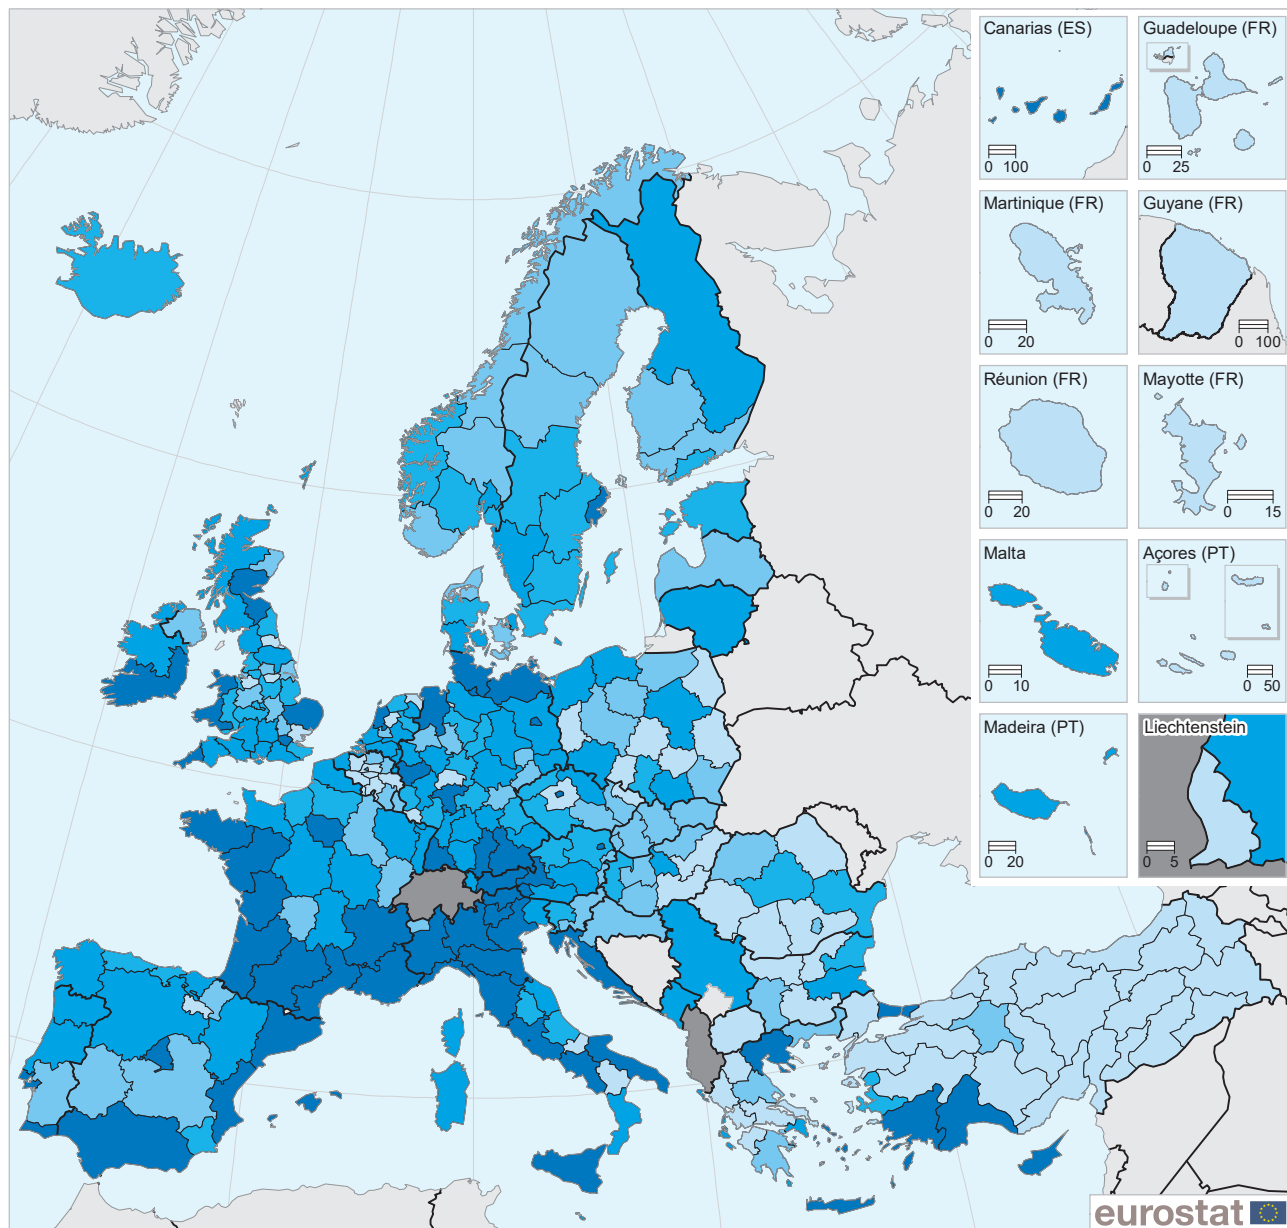 Canarias (ES)
0 100
Guadeloupe (FR)
0 25
Martinique (FR)
0 20
Guyane (FR)
0 100
Réunion (FR)
0 20
Mayotte (FR)
0 15
Malta
0 10
Açores (PT)
0 50
Madeira (PT)
0 20
Liechtenstein
0 5
eurostat